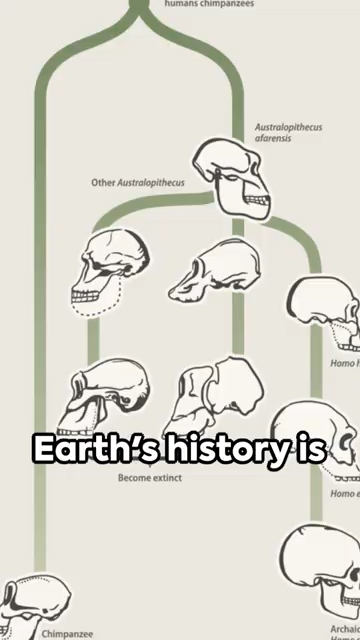 humans chimpanzees
Australopithecus
afarensis
Other Australopithecus
Homo h
Earth's history is
Become extinct
Homo e
Archaic
Chimpanzee